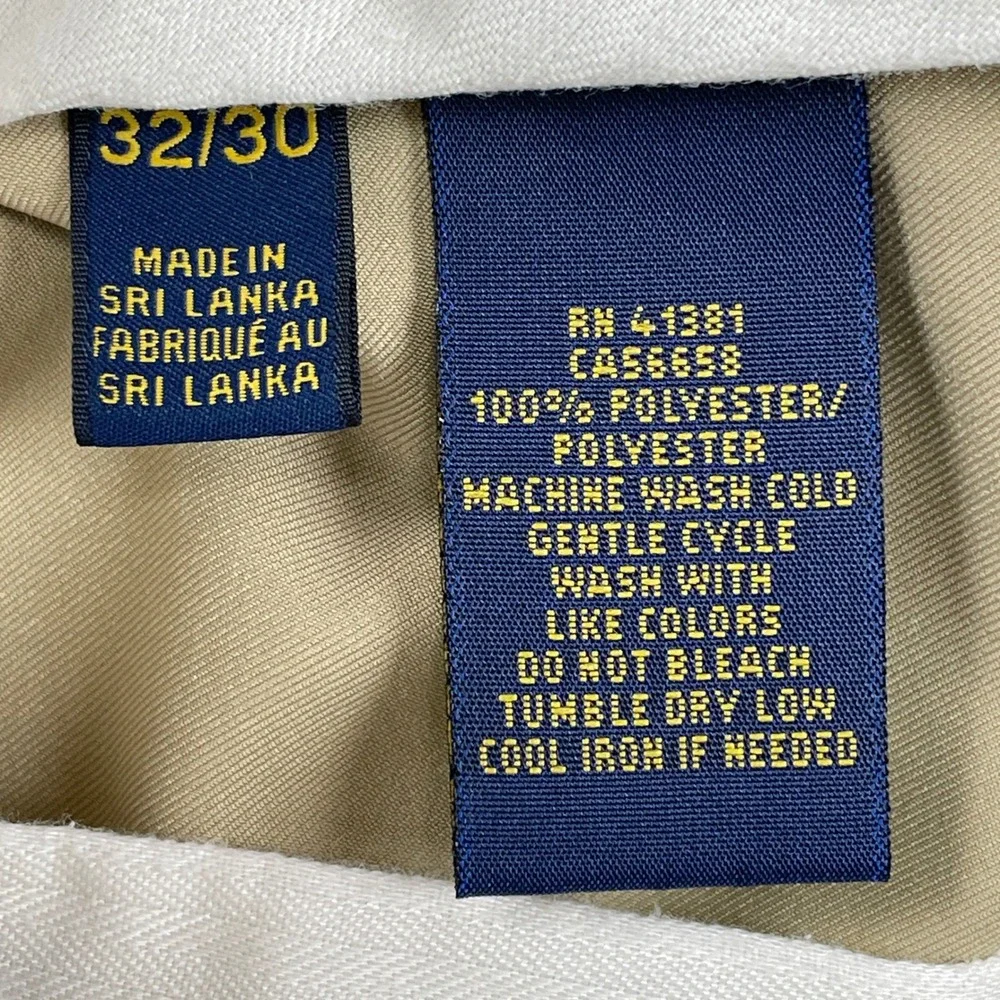 32/30
MADE IN
SRI LANKA
FABRIQUÉ AU
SRI LANKA
RN 41381
CA56658
100% POLYESTER/
POLYESTER
MACHINE WASH COLD
GENTLE CYCLE
WASH WITH
LIKE COLORS
DO NOT BLEACH
TUMBLE DRY LOW
COOL IRON IF NEEDED